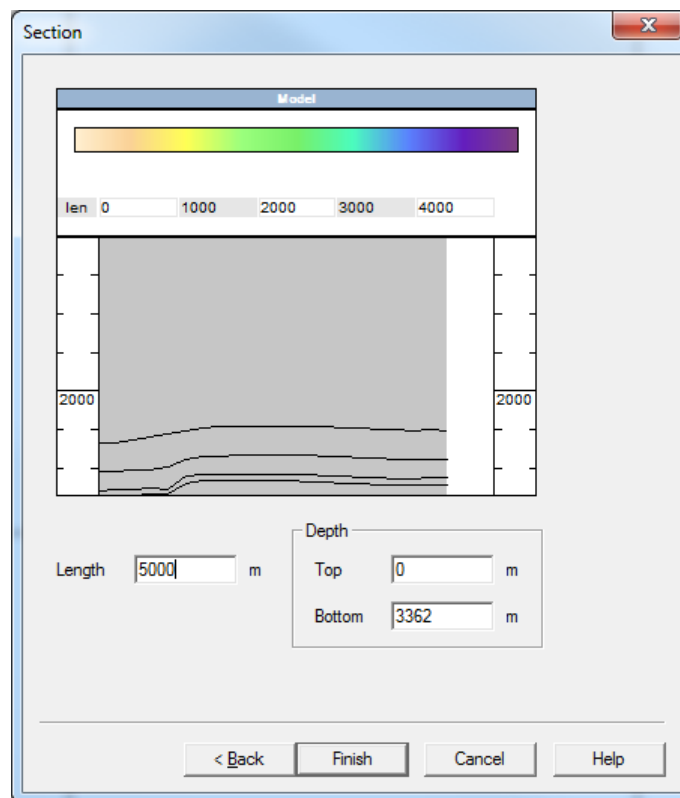 Section
Model
len 0 1000 2000 3000 4000
2000 2000
Depth
Length 5000 m Top 0 m
Bottom 3362 m
< Back Finish Cancel Help